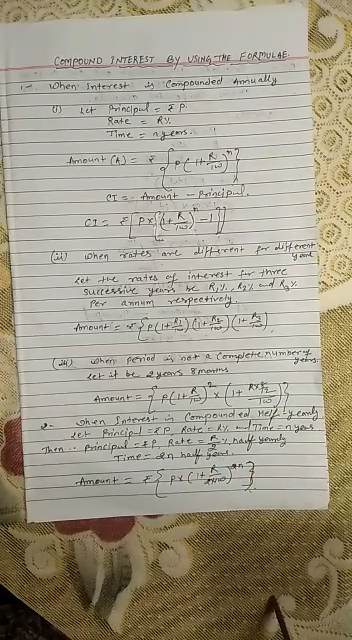 COMPOUND INTEREST BY USING THE FORMULAE.
1→ When Interest is Compounded Annually
(i) Let Principal = ₹ P.
Rate = R%.
Time = n years.
Amount (A) = ₹ {P(1+R/100)^n}
CI = Amount - Principal.
CI = ₹[P×{(1+R/100)^n - 1}]
(ii) When rates are different for different year
Let the rates of interest for three
successive years be R₁%, R₂% and R₃%
per annum respectively
Amount = ₹{P(1+R₁/100)(1+R₂/100)(1+R₃/100)
(iii) When period is not a complete number of years.
Let it be 2 years 8 months
Amount = {P(1+R/100)^2 × (1+ /100)}
2- When Interest is Compounded Half-yearly
Let Principal = ₹P, Rate = R% and Time = n years
Then Principal = ₹P, Rate = R/2 % half yearly
Time = 2n half years.
Amount = ₹{P×(1+R/2×100)^2n}